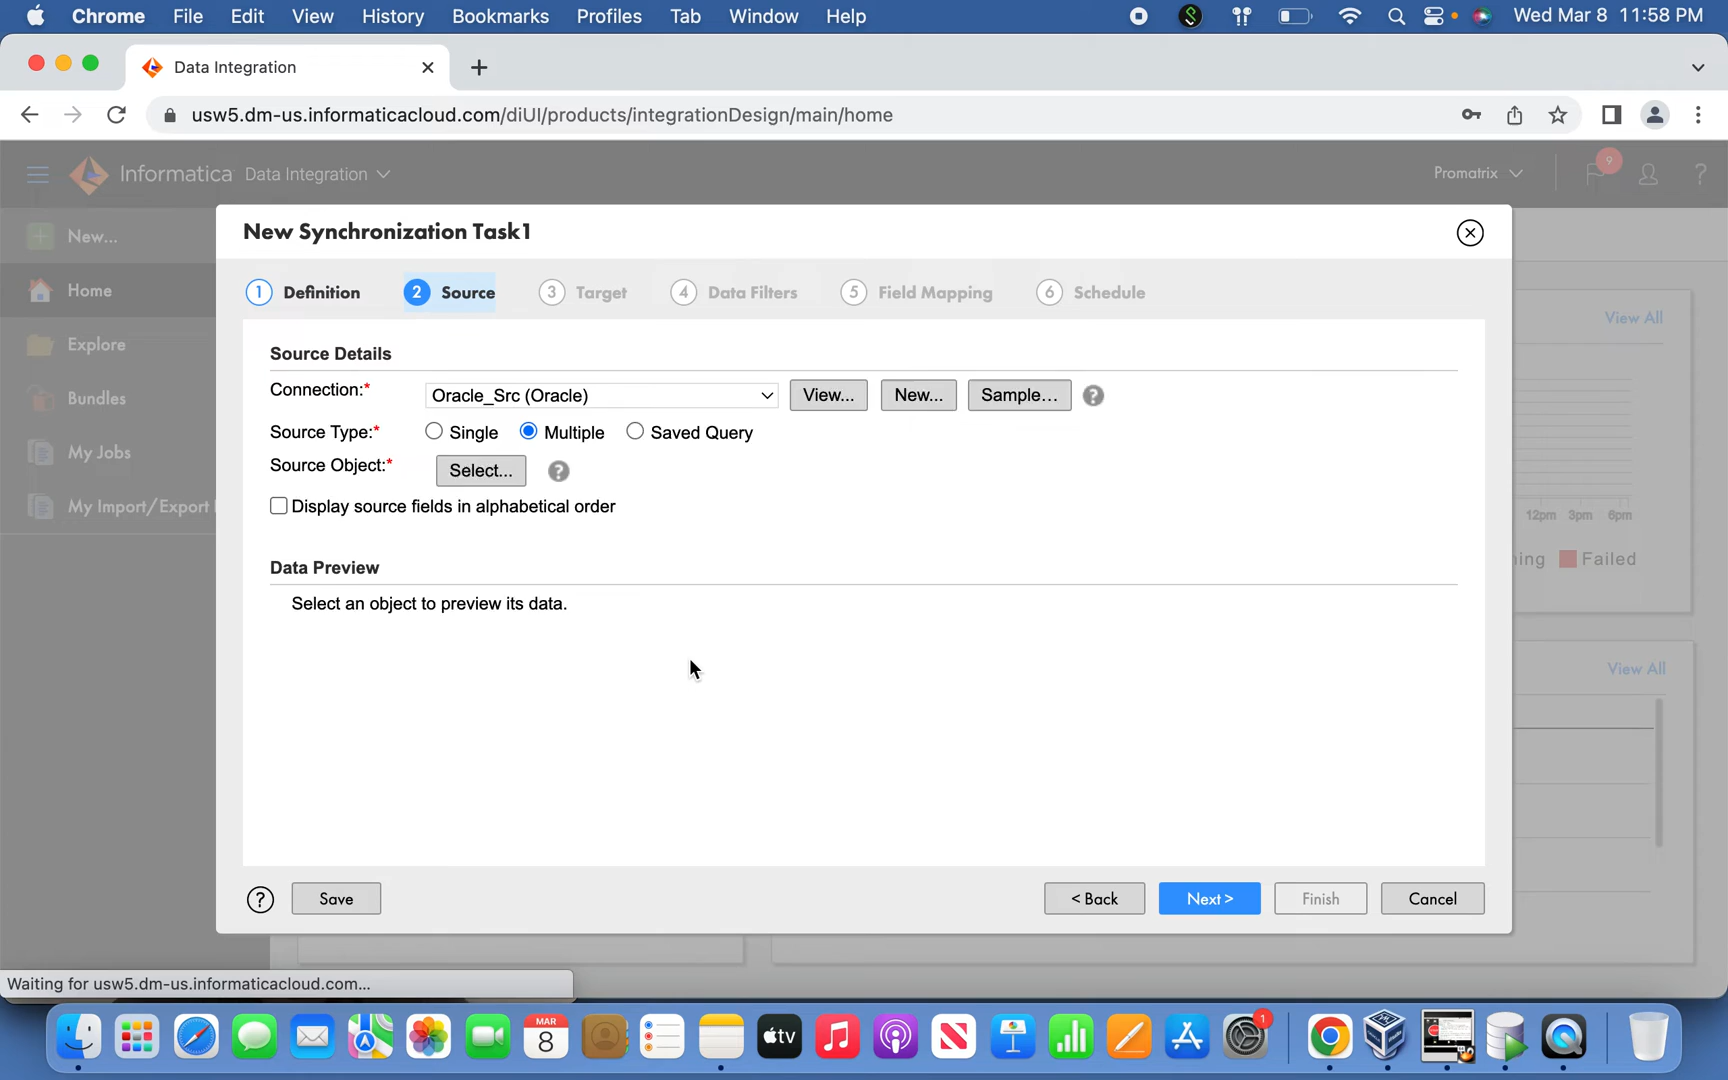 Chrome File Edit View History Bookmarks Profiles Tab Window Help Wed Mar 8 11:58 PM
Data Integration
usw5.dm-us.informaticacloud.com/diUI/products/integrationDesign/main/home
Informatica Data Integration Promatrix 9 ?
New...
Home
Explore
Bundles
My Jobs
My Import/Export
New Synchronization Task1
1 Definition 2 Source 3 Target 4 Data Filters 5 Field Mapping 6 Schedule
View All
Source Details
Connection:* Oracle_Src (Oracle) View... New... Sample... ?
Source Type:* Single Multiple Saved Query
Source Object:* Select... ?
Display source fields in alphabetical order
12pm 3pm 6pm
Failed
Data Preview
Select an object to preview its data.
View All
? Save < Back Next > Finish Cancel
Waiting for usw5.dm-us.informaticacloud.com...
MAR
8
tv
1